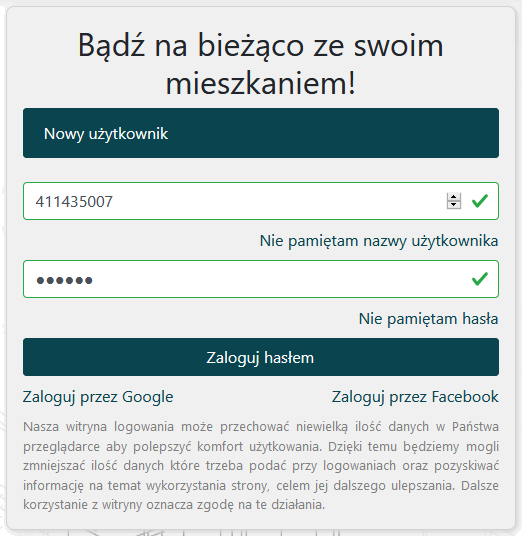 Bądź na bieżąco ze swoim
mieszkaniem!
Nowy użytkownik
411435007
Nie pamiętam nazwy użytkownika
••••••
Nie pamiętam hasła
Zaloguj hasłem
Zaloguj przez Google
Zaloguj przez Facebook
Nasza witryna logowania może przechować niewielką ilość danych w Państwa
przeglądarce aby polepszyć komfort użytkowania. Dzięki temu będziemy mogli
zmniejszać ilość danych które trzeba podać przy logowaniach oraz pozyskiwać
informację na temat wykorzystania strony, celem jej dalszego ulepszania. Dalsze
korzystanie z witryny oznacza zgodę na te działania.